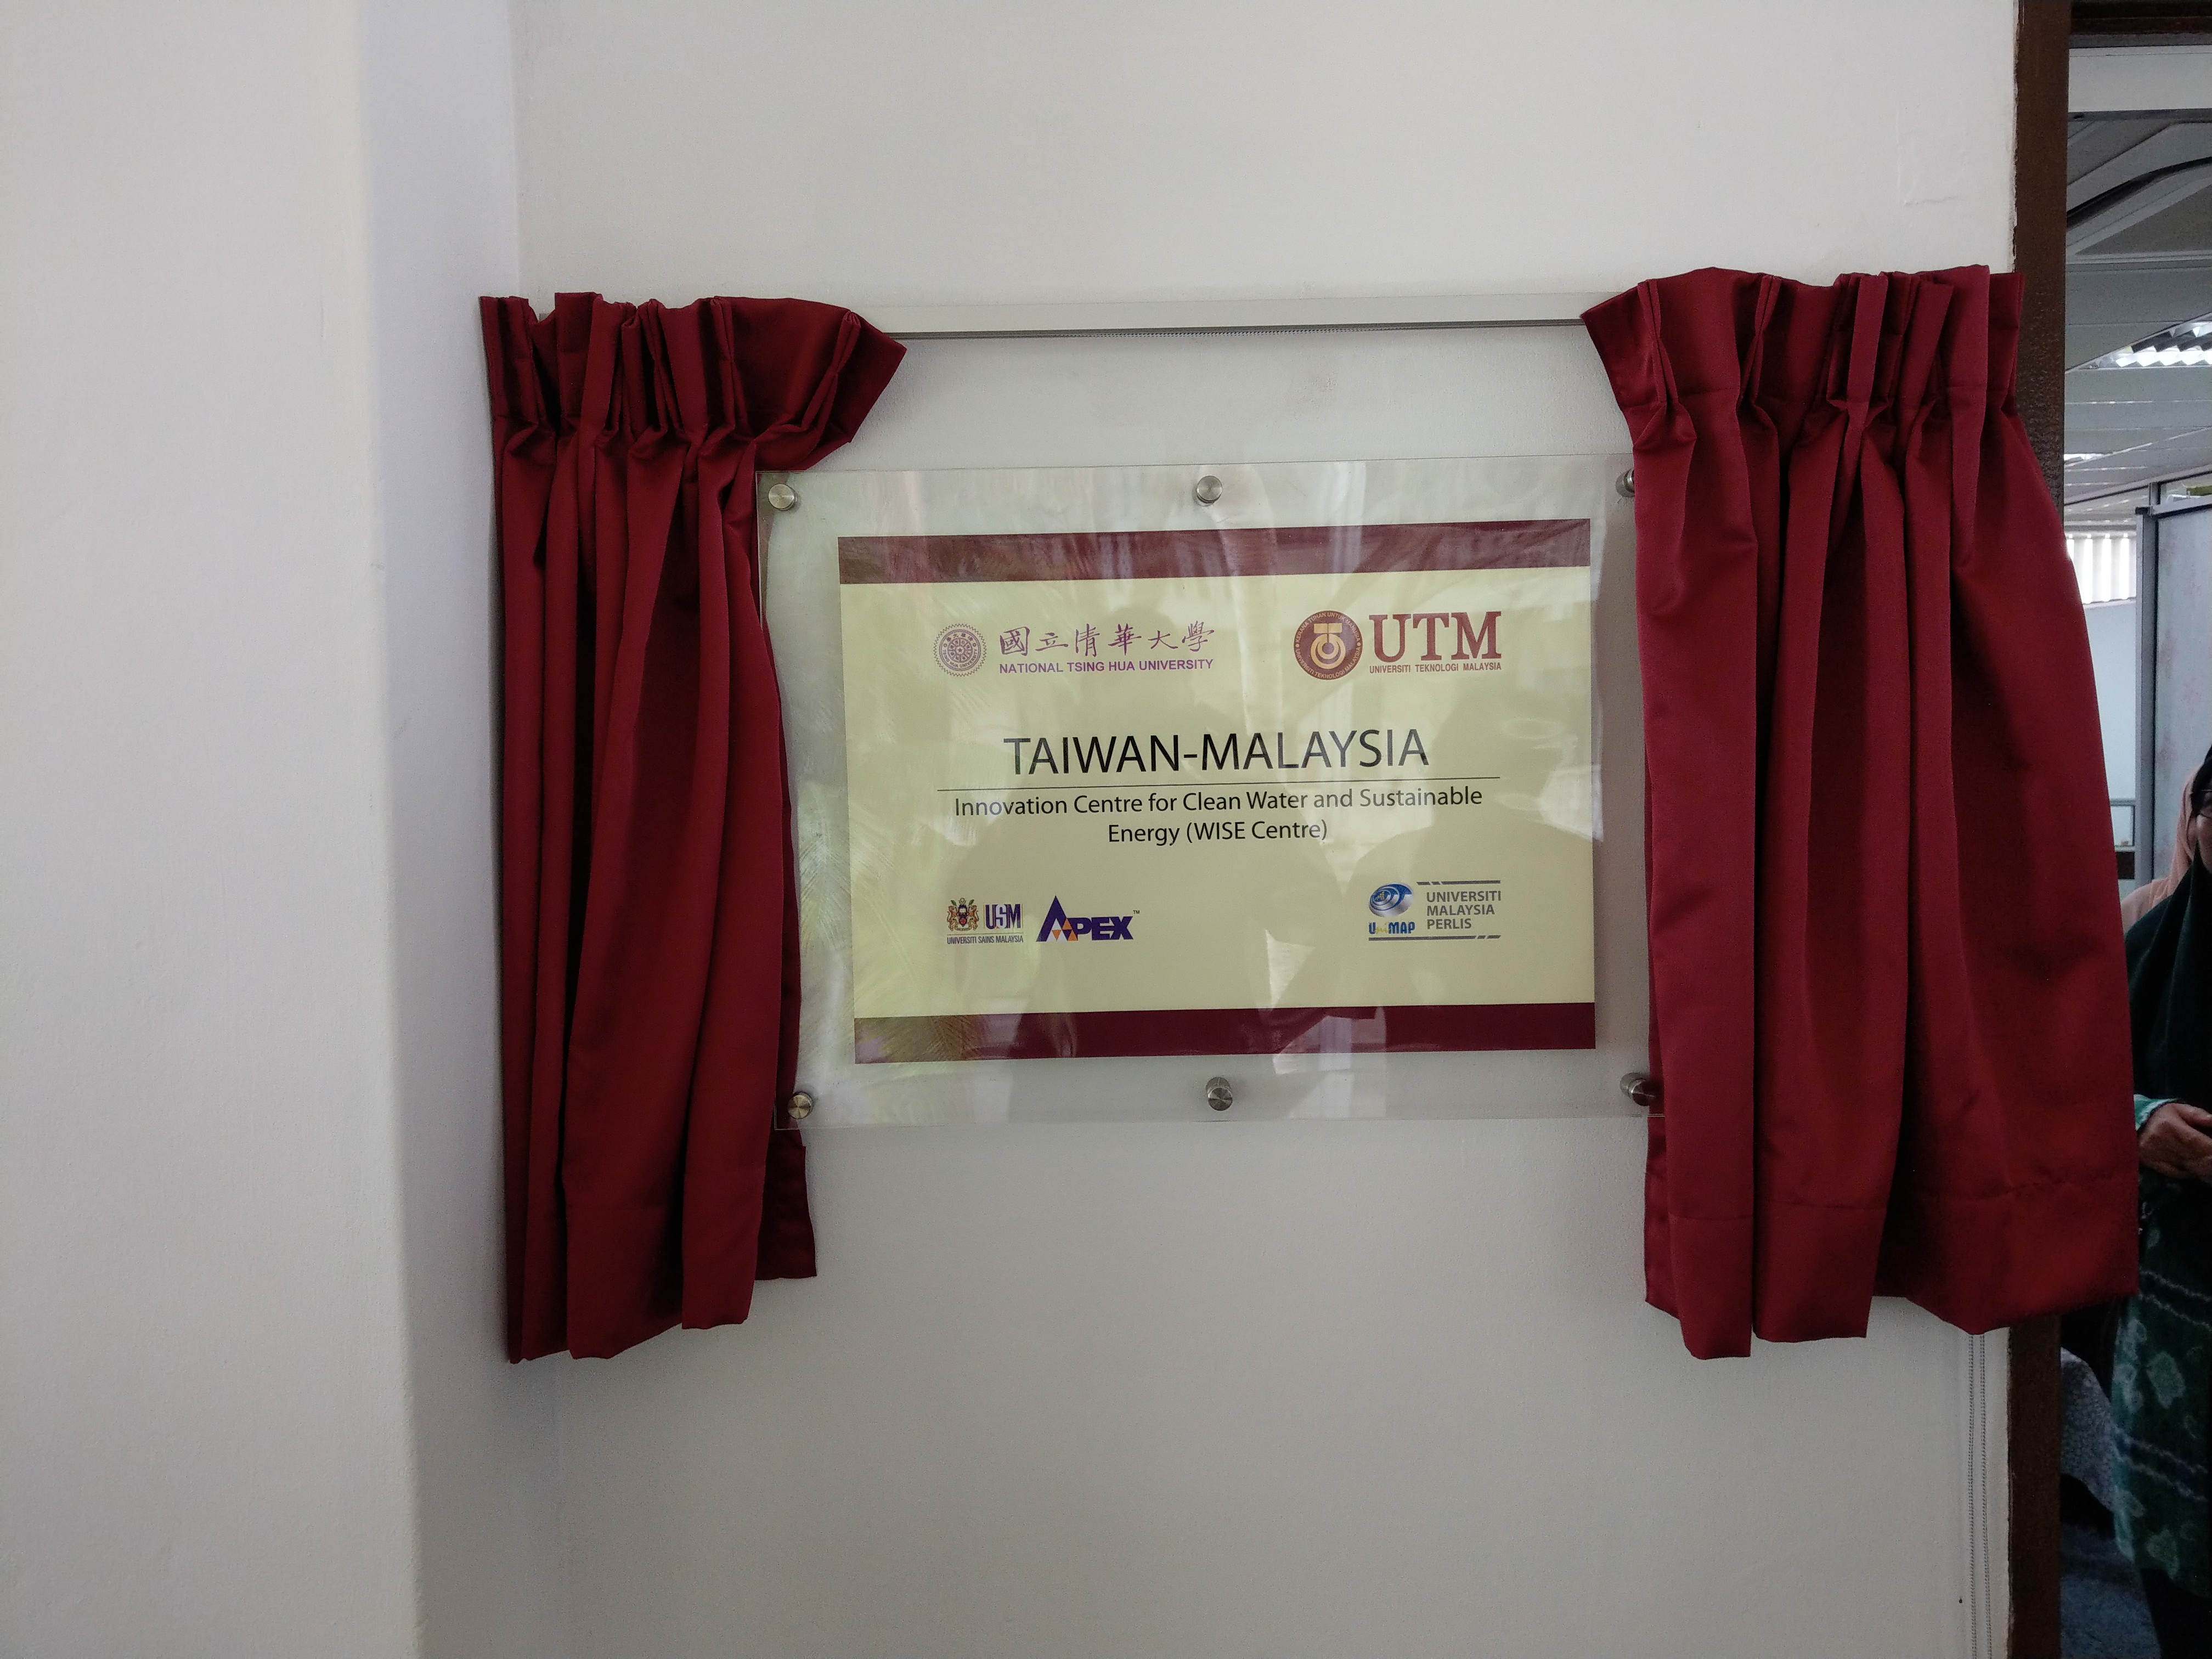 國立清華大學
NATIONAL TSING HUA UNIVERSITY
UTM
UNIVERSITI TEKNOLOGI MALAYSIA
TAIWAN-MALAYSIA
Innovation Centre for Clean Water and Sustainable
Energy (WISE Centre)
USM
UNIVERSITI SAINS MALAYSIA
APEX™
UniMAP
UNIVERSITI
MALAYSIA
PERLIS